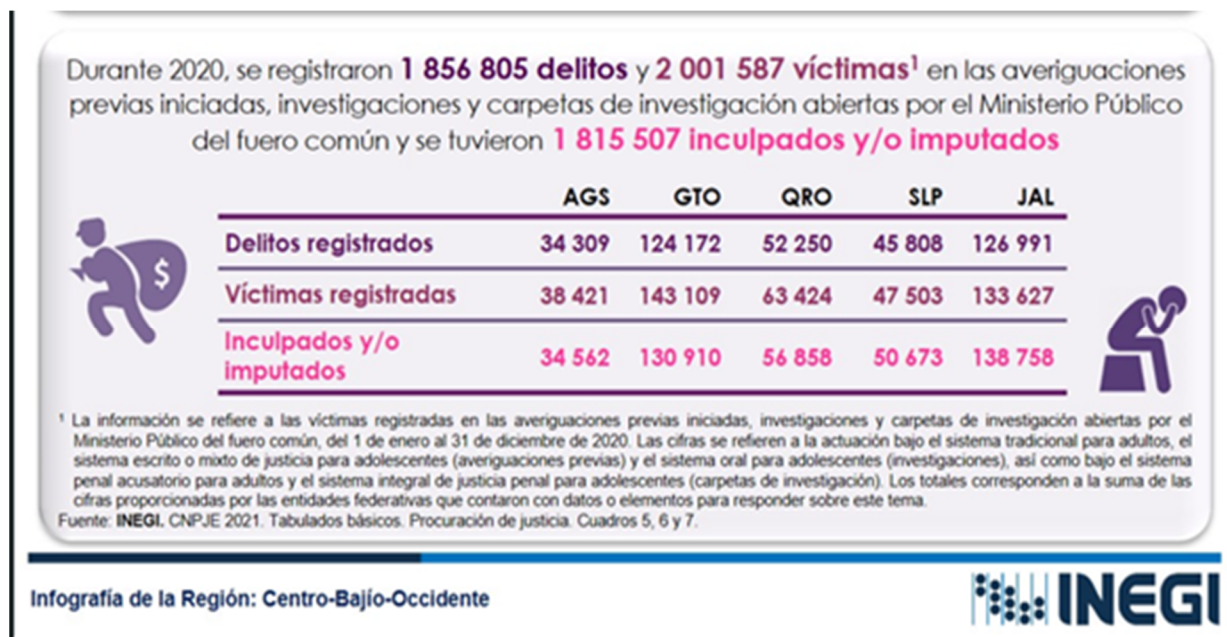 Durante 2020, se registraron 1 856 805 delitos y 2 001 587 víctimas¹ en las averiguaciones
previas iniciadas, investigaciones y carpetas de investigación abiertas por el Ministerio Público
del fuero común y se tuvieron 1 815 507 inculpados y/o imputados
AGS GTO QRO SLP JAL
Delitos registrados 34 309 124 172 52 250 45 808 126 991
Víctimas registradas 38 421 143 109 63 424 47 503 133 627
Inculpados y/o
imputados 34 562 130 910 56 858 50 673 138 758
$
¹ La información se refiere a las víctimas registradas en las averiguaciones previas iniciadas, investigaciones y carpetas de investigación abiertas por el
Ministerio Público del fuero común, del 1 de enero al 31 de diciembre de 2020. Las cifras se refieren a la actuación bajo el sistema tradicional para adultos, el
sistema escrito o mixto de justicia para adolescentes (averiguaciones previas) y el sistema oral para adolescentes (investigaciones), así como bajo el sistema
penal acusatorio para adultos y el sistema integral de justicia penal para adolescentes (carpetas de investigación). Los totales corresponden a la suma de las
cifras proporcionadas por las entidades federativas que contaron con datos o elementos para responder sobre este tema.
Fuente: INEGI. CNPJE 2021. Tabulados básicos. Procuración de justicia. Cuadros 5, 6 y 7.
Infografía de la Región: Centro-Bajío-Occidente
INEGI